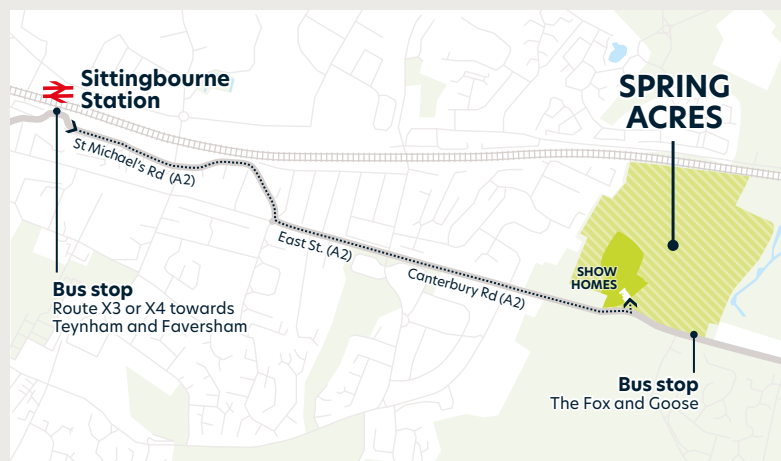 Sittingbourne
Station
SPRING
ACRES
St Michael's Rd (A2)
East St. (A2)
Canterbury Rd (A2)
SHOW
HOMES
Bus stop
Route X3 or X4 towards
Teynham and Faversham
Bus stop
The Fox and Goose